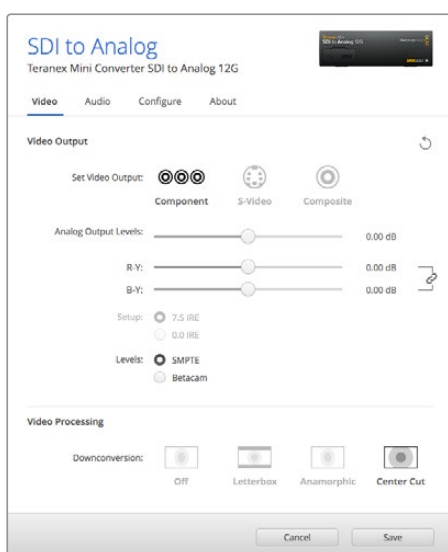 SDI to Analog
Teranex Mini Converter SDI to Analog 12G
Video Audio Configure About
Video Output
Set Video Output:
Component S-Video Composite
Analog Output Levels: 0.00 dB
R-Y: 0.00 dB
B-Y: 0.00 dB
Setup: 7.5 IRE
0.0 IRE
Levels: SMPTE
Betacam
Video Processing
Downconversion:
Off Letterbox Anamorphic Center Cut
Cancel Save